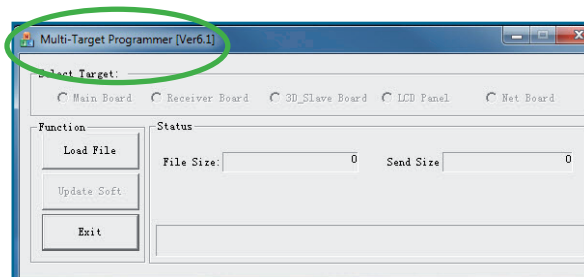 Multi-Target Programmer [Ver6.1]
Select Target:
Main Board Receiver Board 3D_Slave Board LCD Panel Net Board
Function
Status
Load File
File Size: 0 Send Size 0
Update Soft
Exit